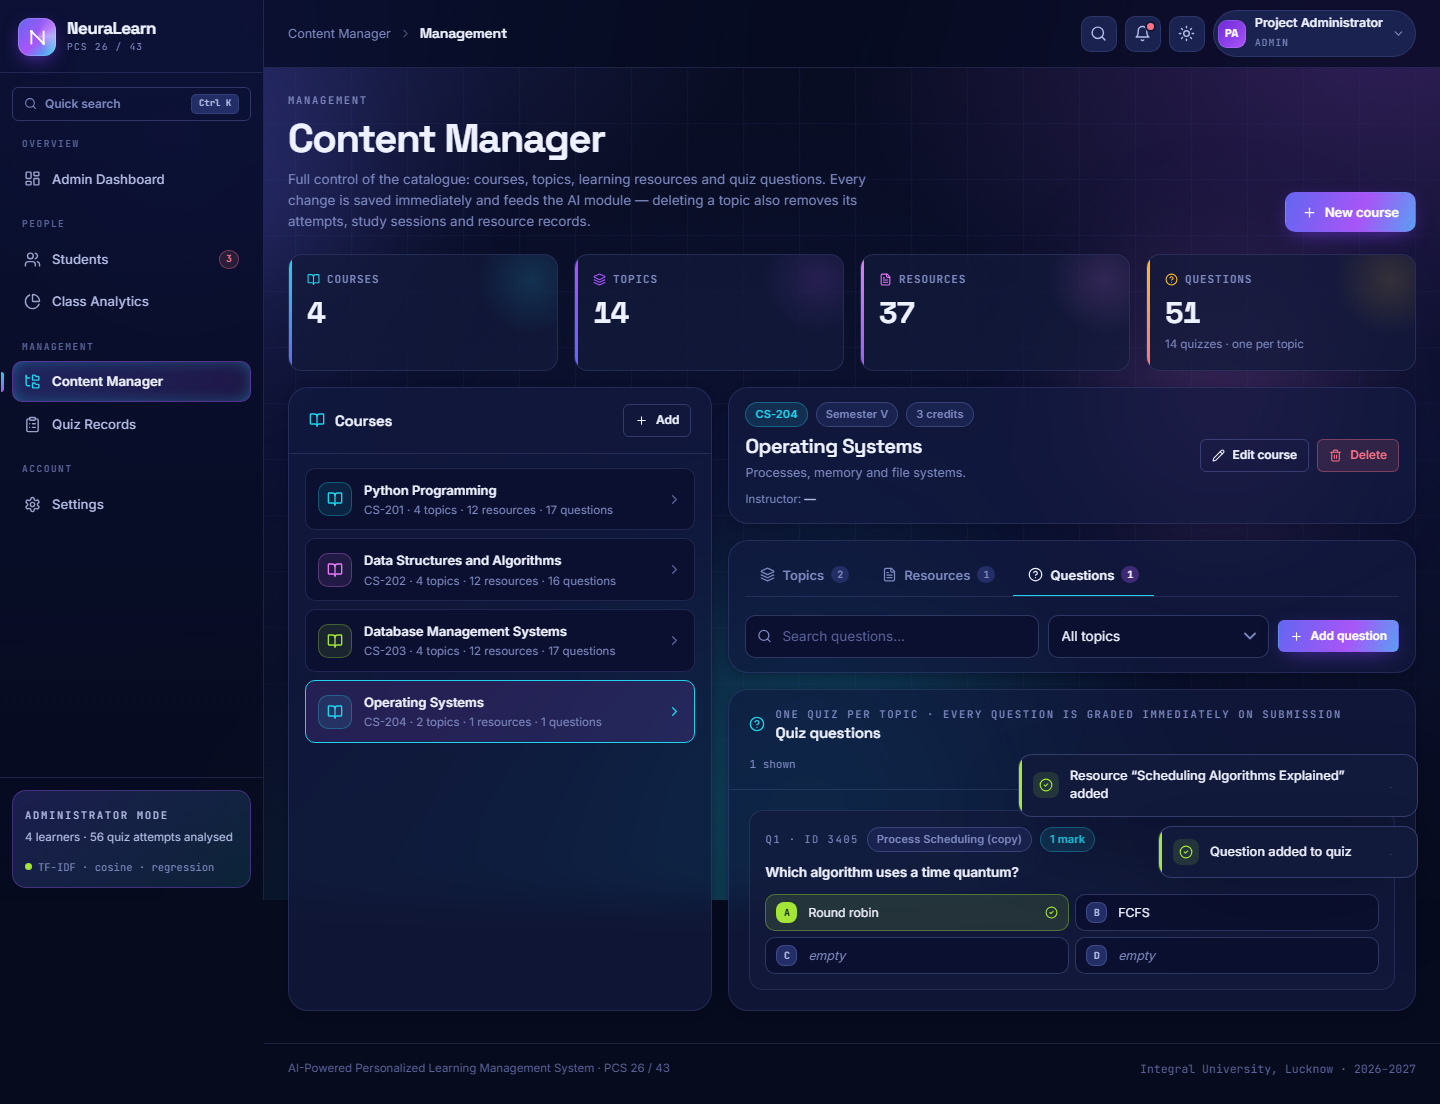 N
NeuraLearn
PCS 26 / 43
Quick search
Ctrl K
OVERVIEW
Admin Dashboard
PEOPLE
Students
3
Class Analytics
MANAGEMENT
Content Manager
Quiz Records
ACCOUNT
Settings
ADMINISTRATOR MODE
4 learners · 56 quiz attempts analysed
TF-IDF · cosine · regression
Content Manager
Management
PA
Project Administrator
ADMIN
MANAGEMENT
Content Manager
Full control of the catalogue: courses, topics, learning resources and quiz questions. Every
change is saved immediately and feeds the AI module — deleting a topic also removes its
attempts, study sessions and resource records.
+ New course
COURSES
4
TOPICS
14
RESOURCES
37
QUESTIONS
51
14 quizzes · one per topic
Courses
+ Add
Python Programming
CS-201 · 4 topics · 12 resources · 17 questions
Data Structures and Algorithms
CS-202 · 4 topics · 12 resources · 16 questions
Database Management Systems
CS-203 · 4 topics · 12 resources · 17 questions
Operating Systems
CS-204 · 2 topics · 1 resources · 1 questions
CS-204
Semester V
3 credits
Operating Systems
Processes, memory and file systems.
Instructor: —
Edit course
Delete
Topics 2
Resources 1
Questions 1
Search questions...
All topics
+ Add question
ONE QUIZ PER TOPIC · EVERY QUESTION IS GRADED IMMEDIATELY ON SUBMISSION
Quiz questions
1 shown
Resource “Scheduling Algorithms Explained”
added
Q1 · ID 3405
Process Scheduling (copy)
1 mark
Question added to quiz
Which algorithm uses a time quantum?
A Round robin
B FCFS
C empty
D empty
AI-Powered Personalized Learning Management System · PCS 26 / 43
Integral University, Lucknow · 2026-2027